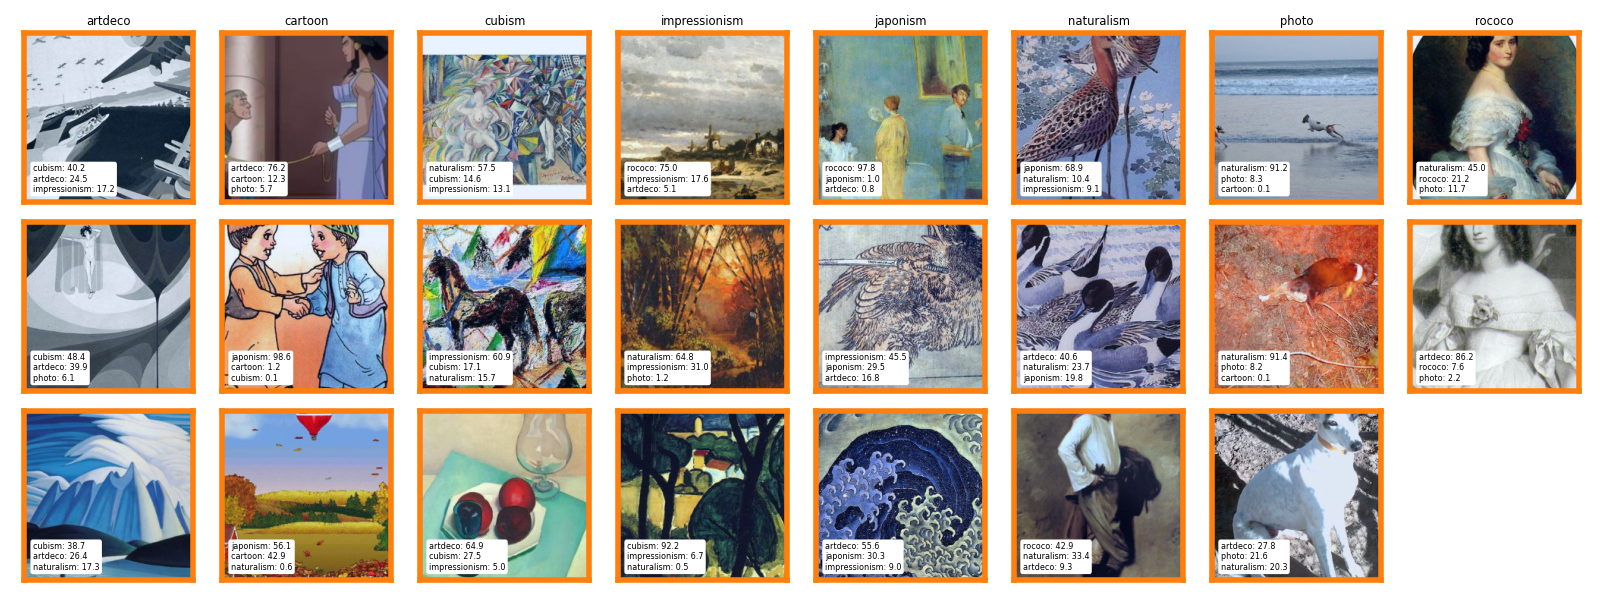 artdeco
cartoon
cubism
impressionism
japonism
naturalism
photo
rococo
cubism: 40.2
artdeco: 24.5
impressionism: 17.2
artdeco: 76.2
cartoon: 12.3
photo: 5.7
naturalism: 57.5
cubism: 14.6
impressionism: 13.1
rococo: 75.0
impressionism: 17.6
artdeco: 5.1
rococo: 97.8
japonism: 1.0
artdeco: 0.8
japonism: 68.9
naturalism: 10.4
impressionism: 9.1
naturalism: 91.2
photo: 8.3
cartoon: 0.1
naturalism: 45.0
rococo: 21.2
photo: 11.7
cubism: 48.4
artdeco: 39.9
photo: 6.1
japonism: 98.6
cartoon: 1.2
cubism: 0.1
impressionism: 60.9
cubism: 17.1
naturalism: 15.7
naturalism: 64.8
impressionism: 31.0
photo: 1.2
impressionism: 45.5
japonism: 29.5
artdeco: 16.8
artdeco: 40.6
naturalism: 23.7
japonism: 19.8
naturalism: 91.4
photo: 8.2
cartoon: 0.1
artdeco: 86.2
rococo: 7.6
photo: 2.2
cubism: 38.7
artdeco: 26.4
naturalism: 17.3
japonism: 56.1
cartoon: 42.9
naturalism: 0.6
artdeco: 64.9
cubism: 27.5
impressionism: 5.0
cubism: 92.2
impressionism: 6.7
naturalism: 0.5
artdeco: 55.6
japonism: 30.3
impressionism: 9.0
rococo: 42.9
naturalism: 33.4
artdeco: 9.3
artdeco: 27.8
photo: 21.6
naturalism: 20.3